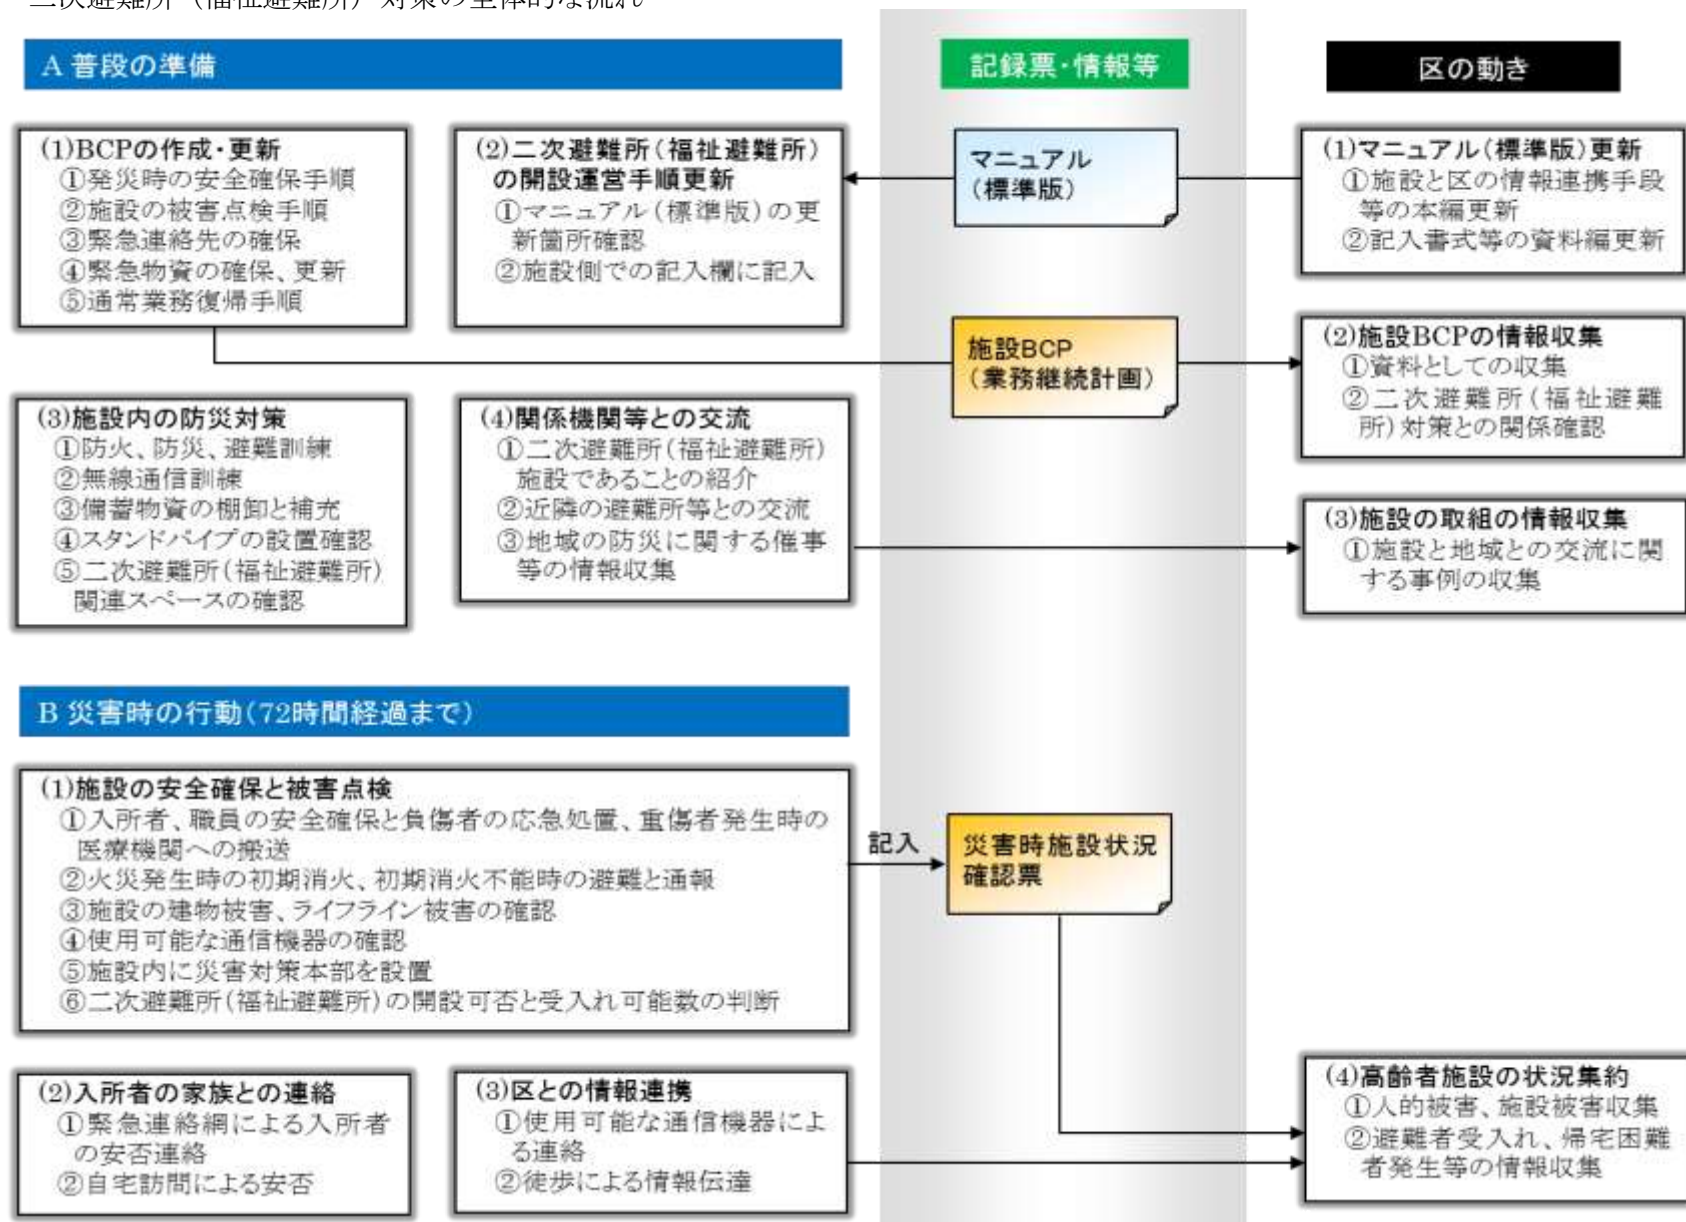 二次避難所（福祉避難所）対策の全体的な流れ
A 普段の準備
記録票・情報等
区の動き
(1)BCPの作成・更新
①発災時の安全確保手順
②施設の被害点検手順
③緊急連絡先の確保
④緊急物資の確保、更新
⑤通常業務復帰手順
(2)二次避難所(福祉避難所)
の開設運営手順更新
①マニュアル(標準版)の更
新箇所確認
②施設側での記入欄に記入
マニュアル
(標準版)
(1)マニュアル(標準版)更新
①施設と区の情報連携手段
等の本編更新
②記入書式等の資料編更新
施設BCP
(業務継続計画)
(2)施設BCPの情報収集
①資料としての収集
②二次避難所(福祉避難
所)対策との関係確認
(3)施設内の防災対策
①防火、防災、避難訓練
②無線通信訓練
③備蓄物資の棚卸と補充
④スタンドパイプの設置確認
⑤二次避難所(福祉避難所)
関連スペースの確認
(4)関係機関等との交流
①二次避難所(福祉避難所)
施設であることの紹介
②近隣の避難所等との交流
③地域の防災に関する催事
等の情報収集
(3)施設の取組の情報収集
①施設と地域との交流に関
する事例の収集
B 災害時の行動(72時間経過まで)
(1)施設の安全確保と被害点検
①入所者、職員の安全確保と負傷者の応急処置、重傷者発生時の
医療機関への搬送
②火災発生時の初期消火、初期消火不能時の避難と通報
③施設の建物被害、ライフライン被害の確認
④使用可能な通信機器の確認
⑤施設内に災害対策本部を設置
⑥二次避難所(福祉避難所)の開設可否と受入れ可能数の判断
記入
災害時施設状況
確認票
(2)入所者の家族との連絡
①緊急連絡網による入所者
の安否連絡
②自宅訪問による安否
(3)区との情報連携
①使用可能な通信機器によ
る連絡
②徒歩による情報伝達
(4)高齢者施設の状況集約
①人的被害、施設被害収集
②避難者受入れ、帰宅困難
者発生等の情報収集